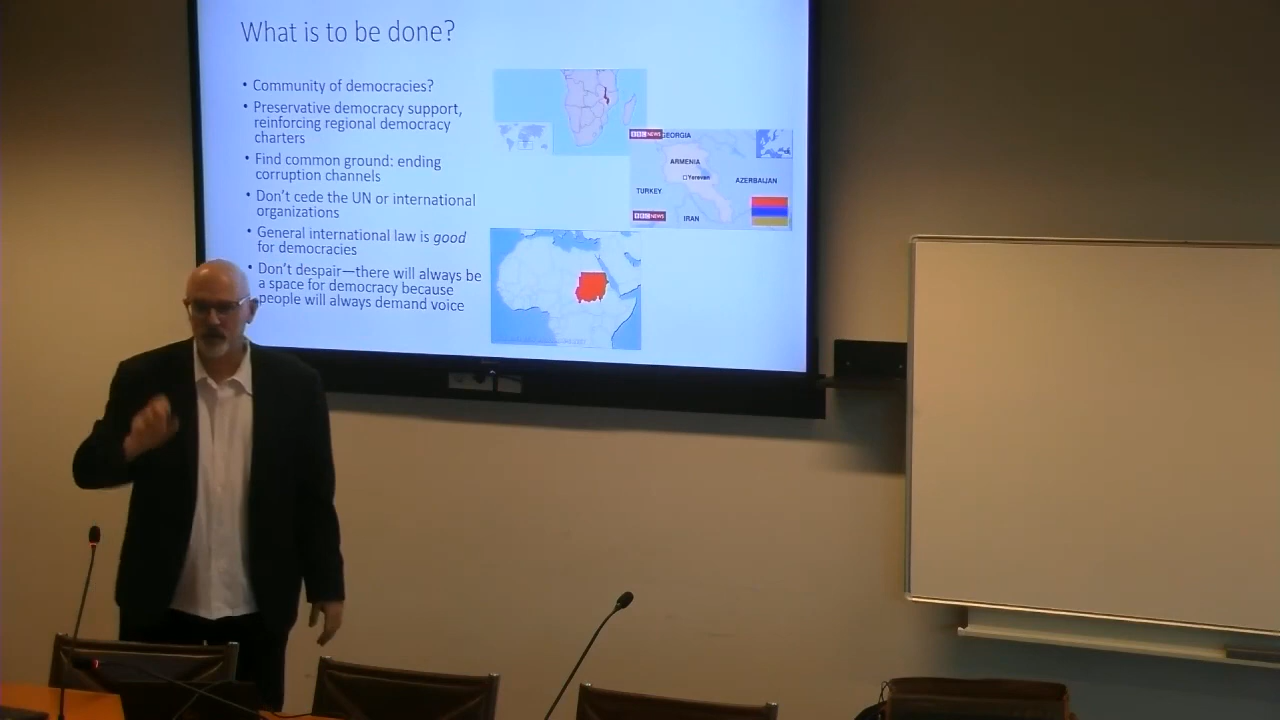 What is to be done?
• Community of democracies?
• Preservative democracy support,
reinforcing regional democracy
charters
• Find common ground: ending
corruption channels
• Don't cede the UN or international
organizations
• General international law is good
for democracies
• Don't despair—there will always be
a space for democracy because
people will always demand voice
BBC NEWS
GEORGIA
ARMENIA
Yerevan
AZERBAIJAN
TURKEY
BBC NEWS
IRAN